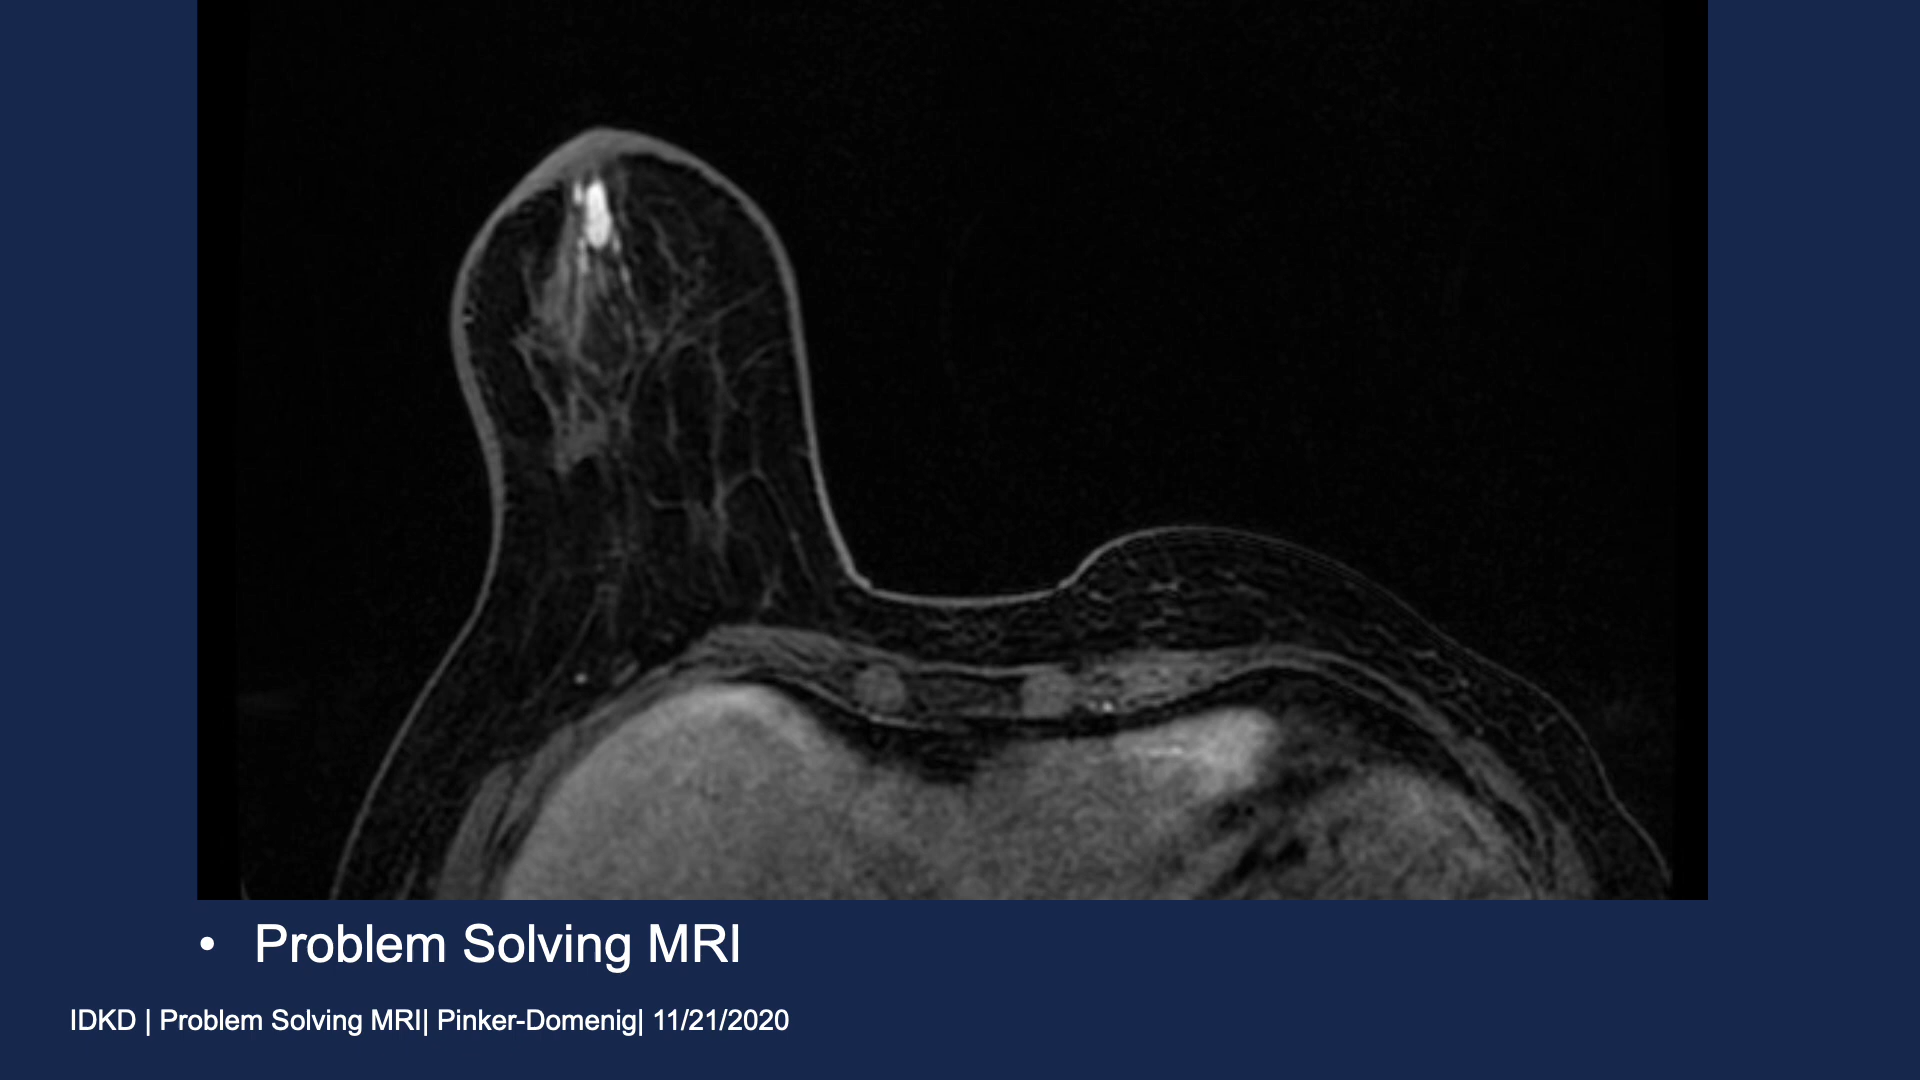 • Problem Solving MRI
IDKD | Problem Solving MRI| Pinker-Domenig| 11/21/2020